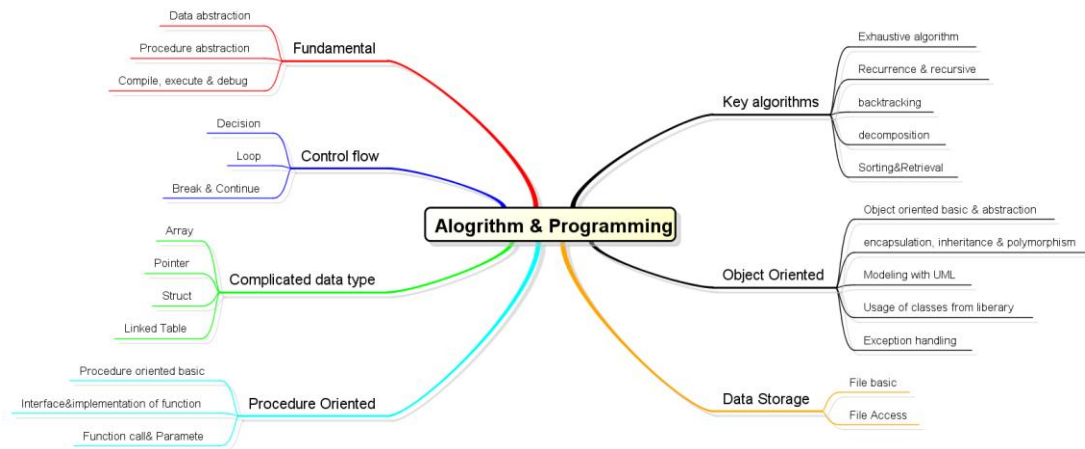 Alogrithm & Programming
Fundamental
Data abstraction
Procedure abstraction
Compile, execute & debug
Control flow
Decision
Loop
Break & Continue
Complicated data type
Array
Pointer
Struct
Linked Table
Procedure Oriented
Procedure oriented basic
Interface&implementation of function
Function call& Paramete
Key algorithms
Exhaustive algorithm
Recurrence & recursive
backtracking
decomposition
Sorting&Retrieval
Object Oriented
Object oriented basic & abstraction
encapsulation, inheritance & polymorphism
Modeling with UML
Usage of classes from liberary
Exception handling
Data Storage
File basic
File Access